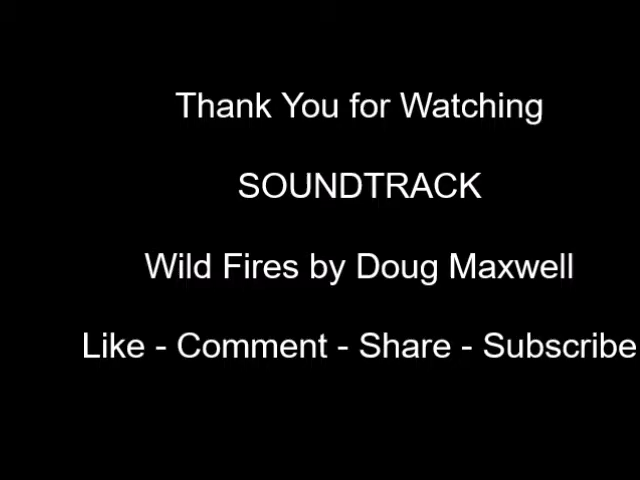 Thank You for Watching
SOUNDTRACK
Wild Fires by Doug Maxwell
Like - Comment - Share - Subscribe